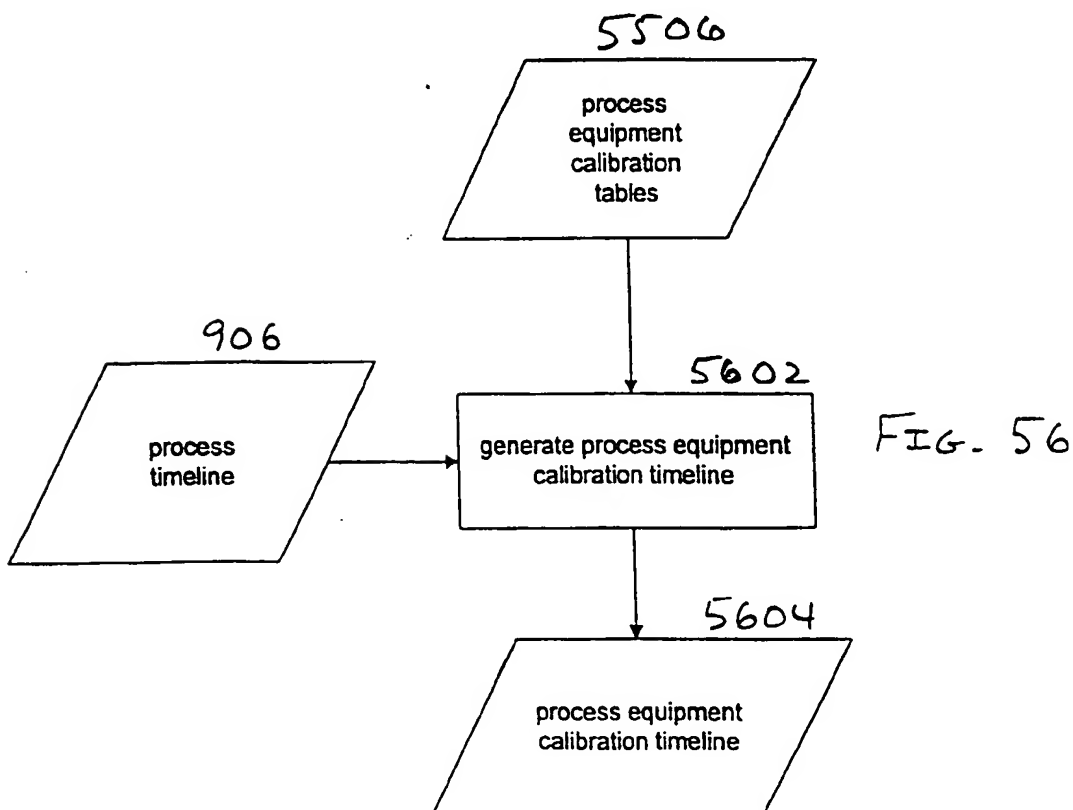 5506
process
equipment
calibration
tables
906
process
timeline
5602
generate process equipment
calibration timeline
FIG. 56
5604
process equipment
calibration timeline